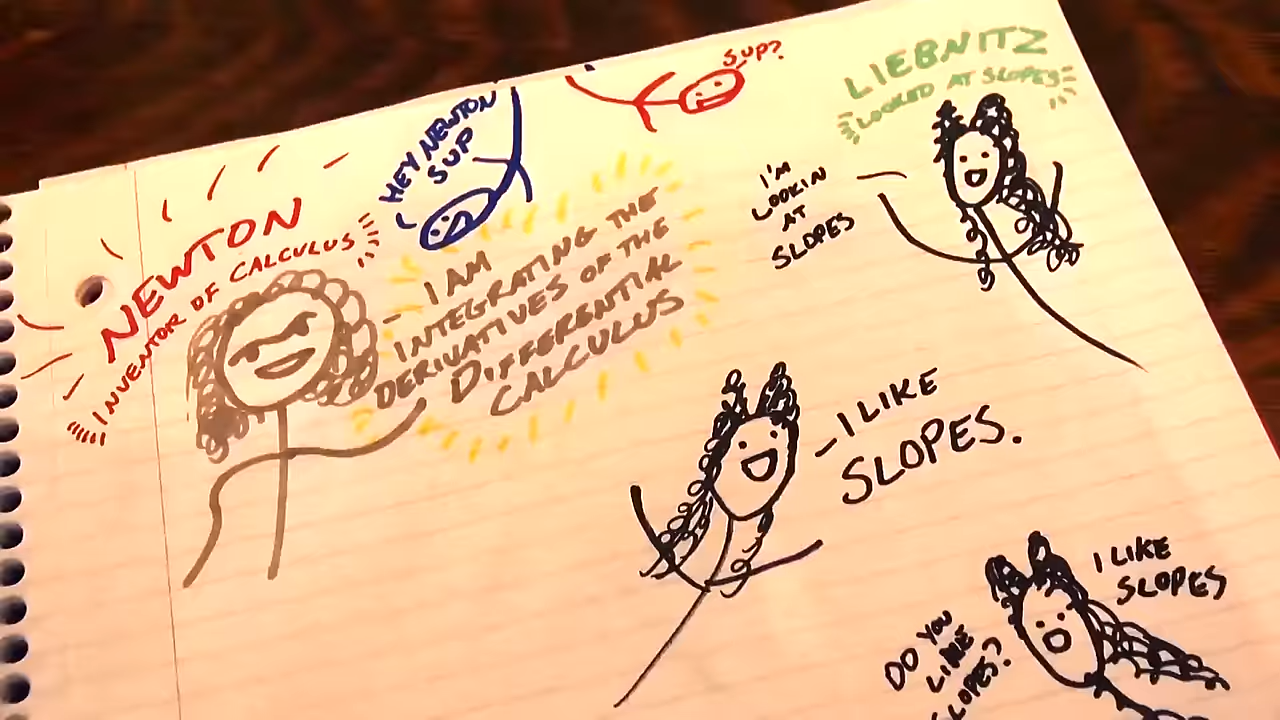 SUP?
HEY NEWTON
SUP
LIEBNITZ
LOOKED AT SLOPES
NEWTON
INVENTOR OF CALCULUS
I AM
INTEGRATING THE
DERIVATIVES OF THE
DIFFERENTIAL
CALCULUS
I'M
LOOKIN
AT
SLOPES
I LIKE
SLOPES.
I LIKE
SLOPES
DO YOU
LIKE
SLOPES?